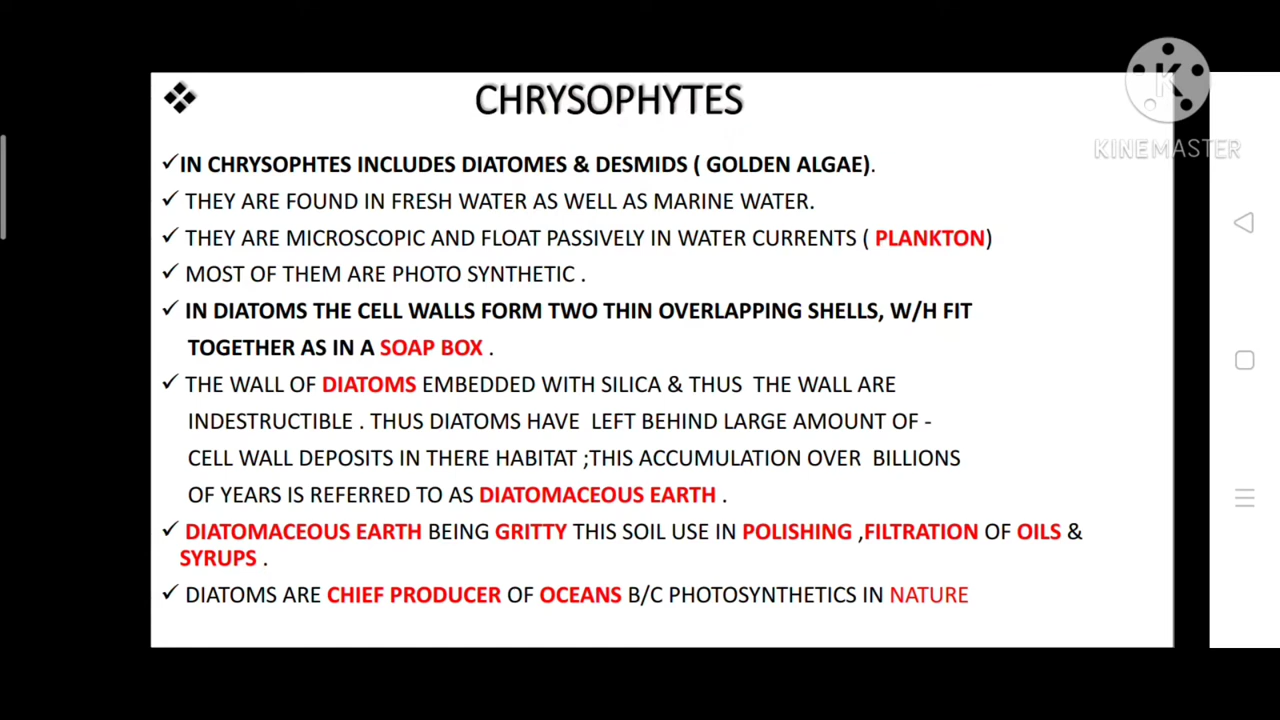 CHRYSOPHYTES
KINEMASTER
✓IN CHRYSOPHTES INCLUDES DIATOMES & DESMIDS ( GOLDEN ALGAE).
✓ THEY ARE FOUND IN FRESH WATER AS WELL AS MARINE WATER.
✓ THEY ARE MICROSCOPIC AND FLOAT PASSIVELY IN WATER CURRENTS ( PLANKTON)
✓ MOST OF THEM ARE PHOTO SYNTHETIC .
✓ IN DIATOMS THE CELL WALLS FORM TWO THIN OVERLAPPING SHELLS, W/H FIT
TOGETHER AS IN A SOAP BOX .
✓ THE WALL OF DIATOMS EMBEDDED WITH SILICA & THUS THE WALL ARE
INDESTRUCTIBLE . THUS DIATOMS HAVE LEFT BEHIND LARGE AMOUNT OF -
CELL WALL DEPOSITS IN THERE HABITAT ;THIS ACCUMULATION OVER BILLIONS
OF YEARS IS REFERRED TO AS DIATOMACEOUS EARTH .
✓ DIATOMACEOUS EARTH BEING GRITTY THIS SOIL USE IN POLISHING ,FILTRATION OF OILS &
SYRUPS .
✓ DIATOMS ARE CHIEF PRODUCER OF OCEANS B/C PHOTOSYNTHETICS IN NATURE